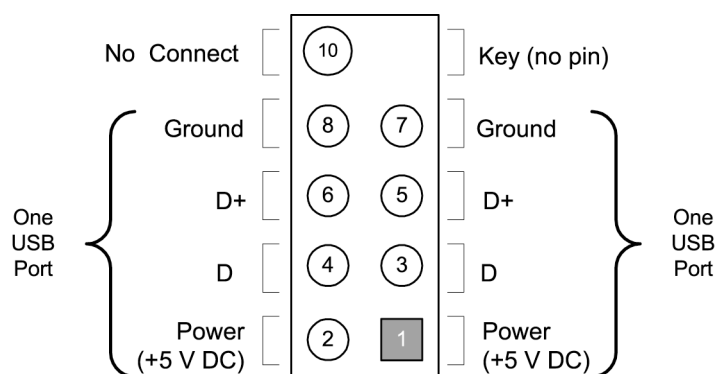 No Connect
10
Key (no pin)
Ground
8
7
Ground
D+
6
5
D+
One
USB
Port
One
USB
Port
D
4
3
D
Power
(+5 V DC)
2
1
Power
(+5 V DC)